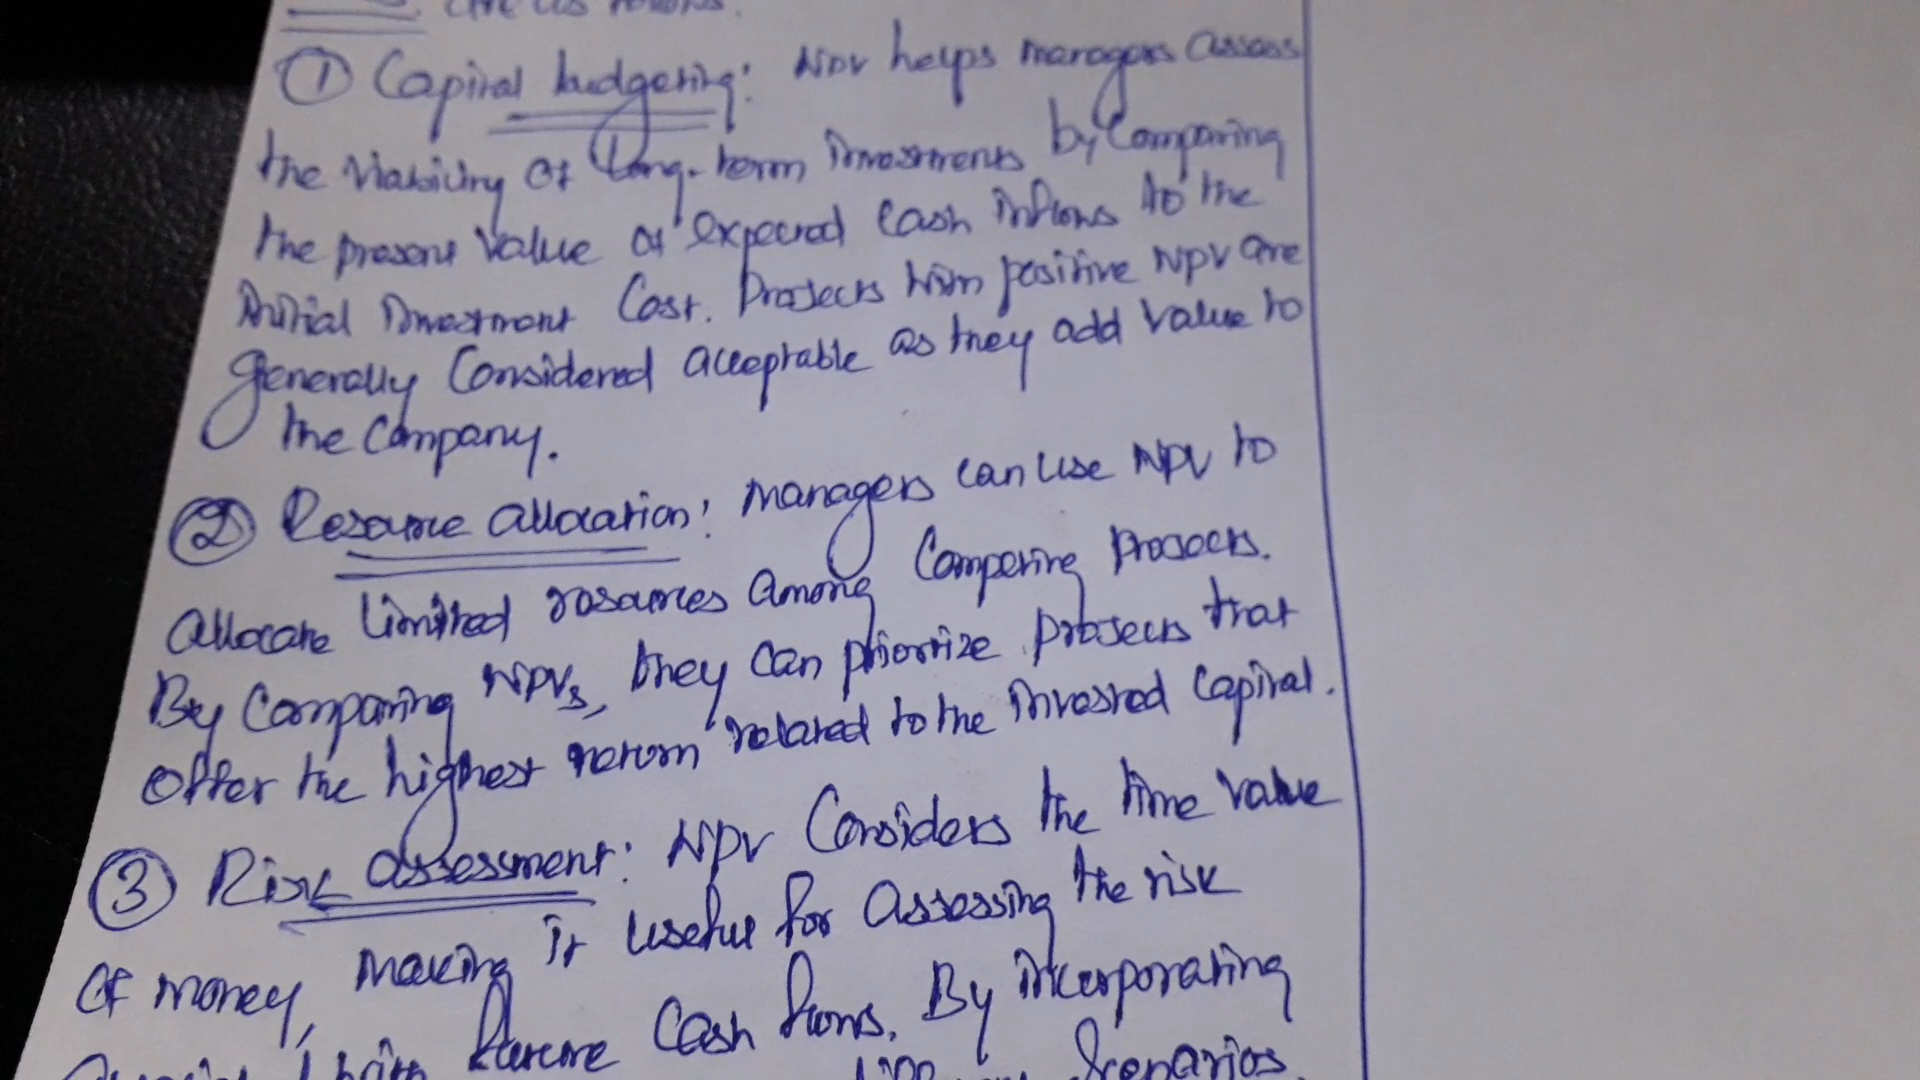 ① Capital budgeting: NPV helps managers assess
the viability of long-term investments by comparing
the present value of expected cash inflows to the
initial investment cost. Projects with positive NPV are
generally considered acceptable as they add value to
the company.
② Resource allocation: managers can use NPV to
allocate limited resources among competing projects.
By comparing NPVs, they can prioritize projects that
offer the highest return related to the invested capital.
③ Risk assessment: NPV considers the time value
of money, making it useful for assessing the risk
future cash flows. By incorporating
Scenarios